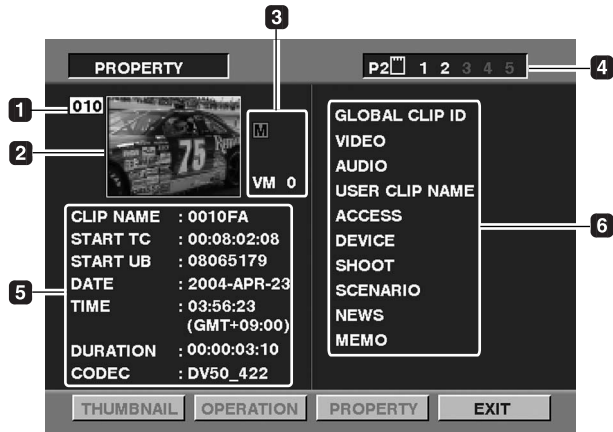 3
PROPERTY
P2 1 2 3 4 5
4
1
010
2
75
M
VM 0
GLOBAL CLIP ID
VIDEO
AUDIO
USER CLIP NAME
ACCESS
DEVICE
SHOOT
SCENARIO
NEWS
MEMO
6
5
CLIP NAME : 0010FA
START TC : 00:08:02:08
START UB : 08065179
DATE : 2004-APR-23
TIME : 03:56:23
(GMT+09:00)
DURATION : 00:00:03:10
CODEC : DV50_422
THUMBNAIL OPERATION PROPERTY EXIT